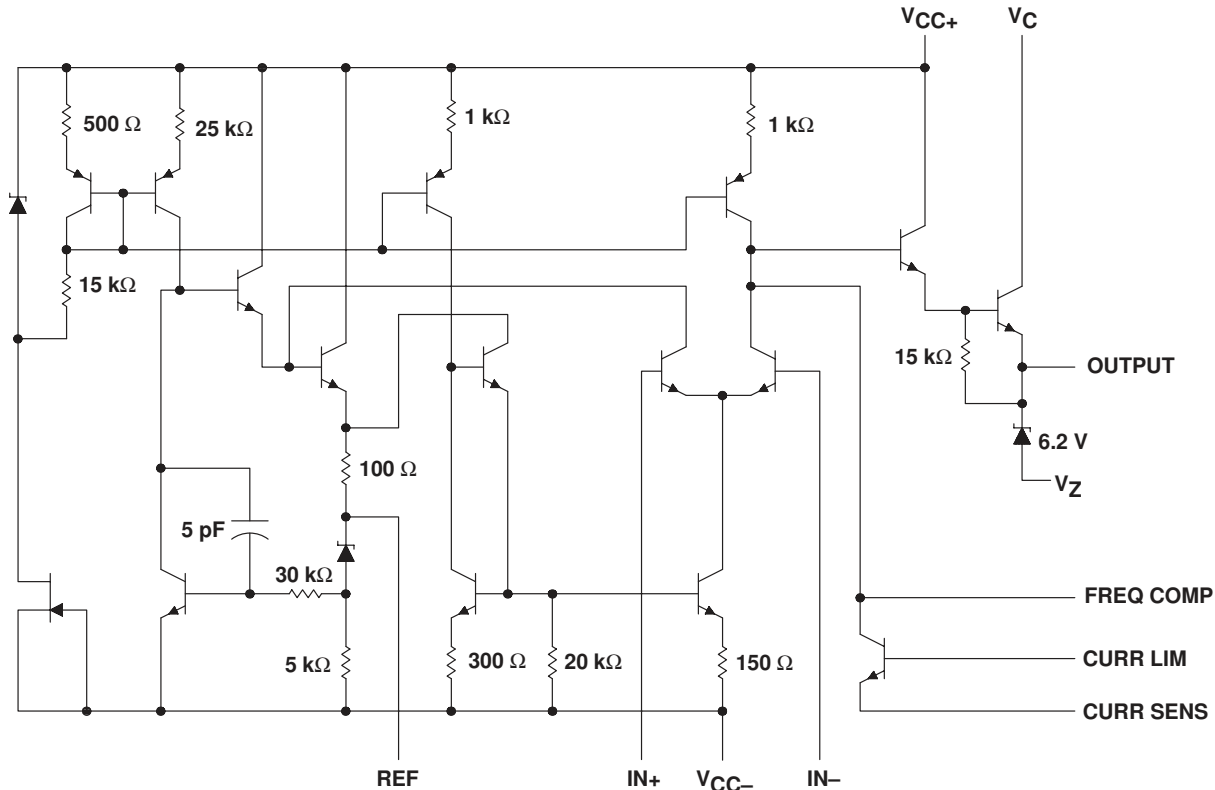 VCC+
VC
500 Ω
25 kΩ
1 kΩ
1 kΩ
15 kΩ
15 kΩ
OUTPUT
6.2 V
VZ
100 Ω
5 pF
30 kΩ
FREQ COMP
5 kΩ
300 Ω
20 kΩ
150 Ω
CURR LIM
CURR SENS
REF
IN+
VCC–
IN–